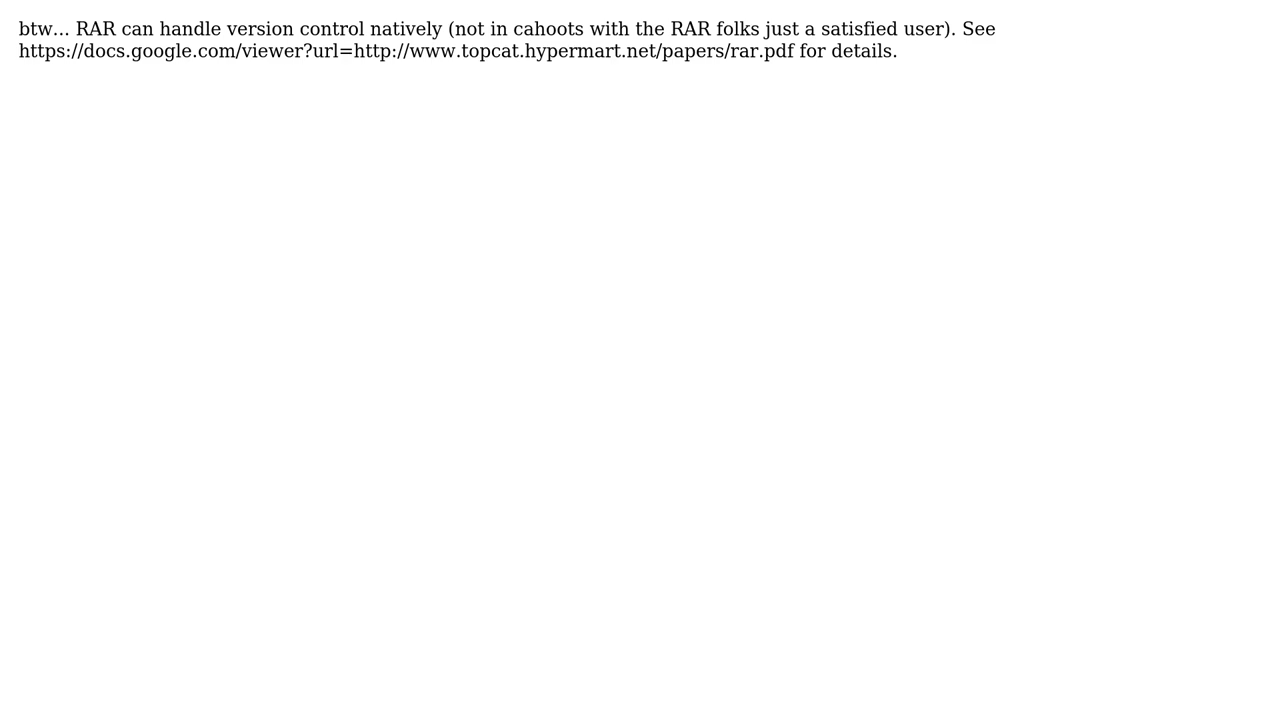 btw... RAR can handle version control natively (not in cahoots with the RAR folks just a satisfied user). See
https://docs.google.com/viewer?url=http://www.topcat.hypermart.net/papers/rar.pdf for details.